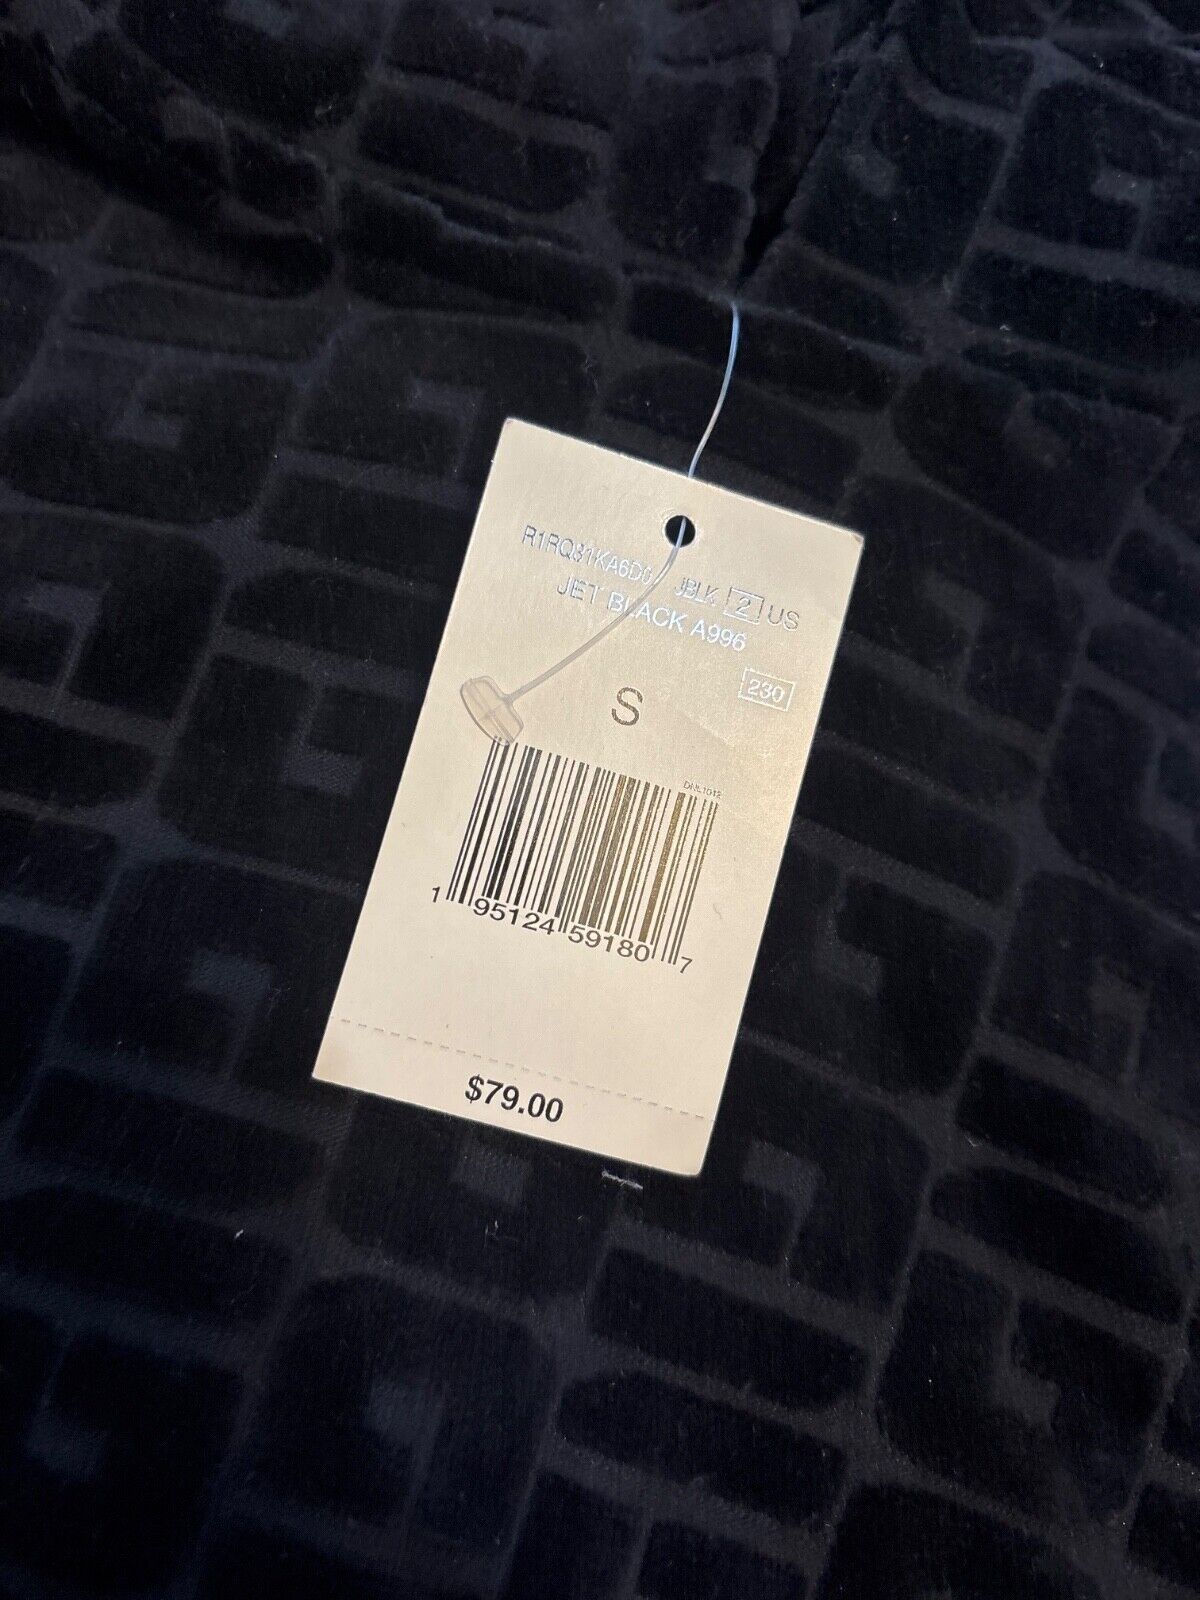 R1RQ81KA6D0 JBLK 2 US
JET BLACK A996
230
S
DNL1012
1 95124 59180 7
$79.00